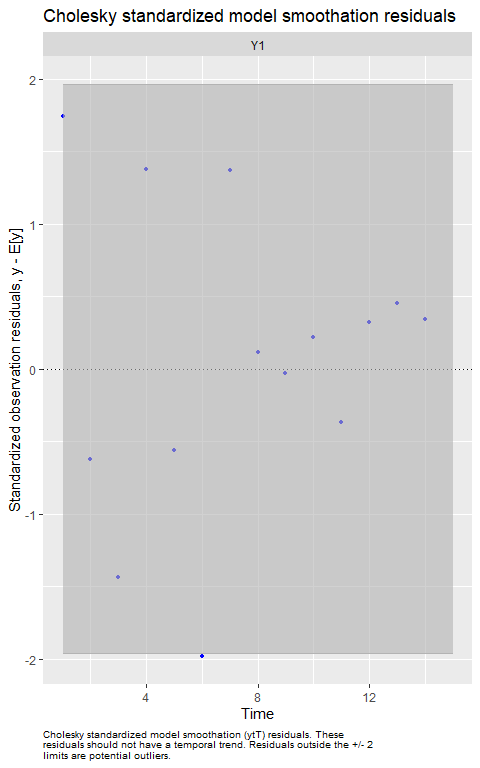 Cholesky standardized model smoothation residuals
Y1
Standardized observation residuals, y - E[y]
2
1
0
-1
-2
4
8
12
Time
Cholesky standardized model smoothation (ytT) residuals. These
residuals should not have a temporal trend. Residuals outside the +/- 2
limits are potential outliers.